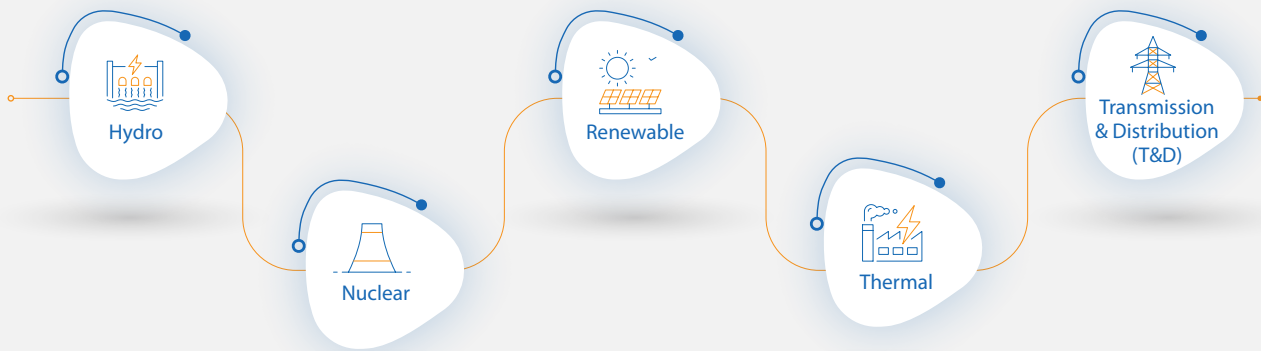 Hydro
Nuclear
Renewable
Thermal
Transmission
& Distribution
(T&D)